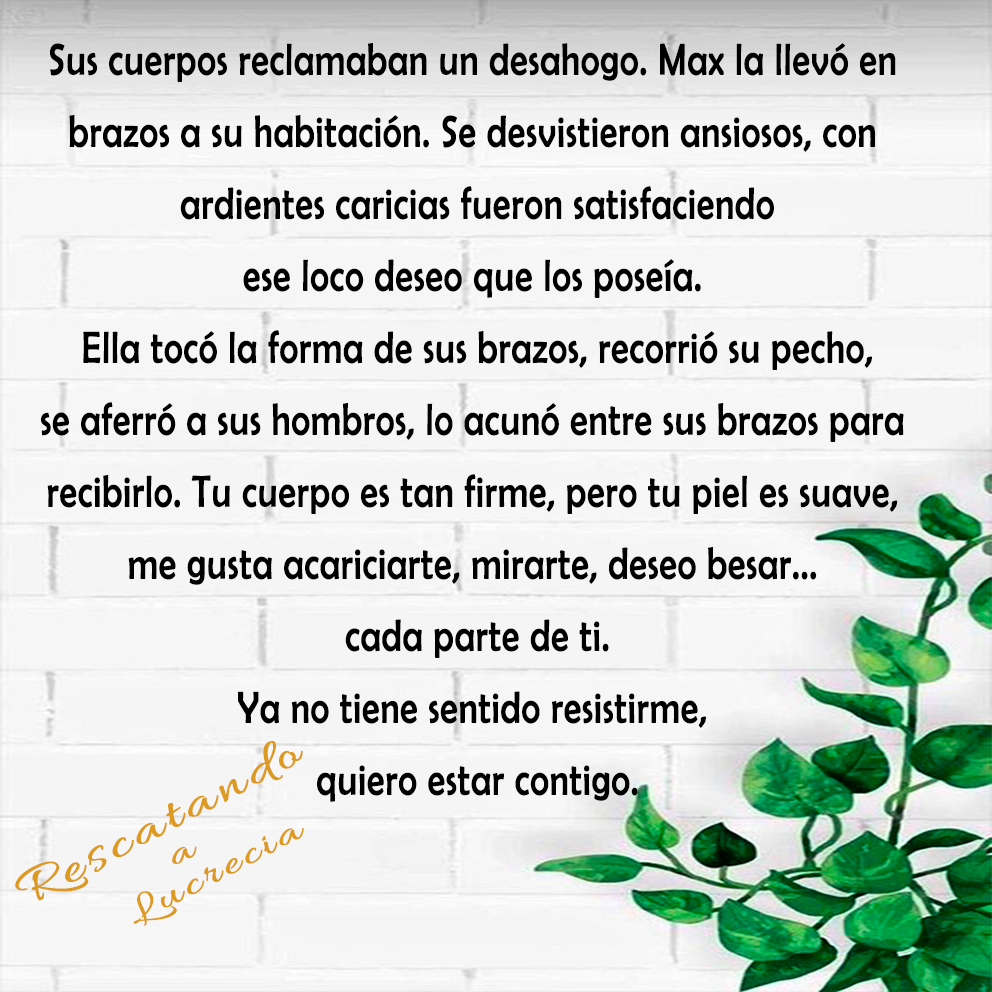 Sus cuerpos reclamaban un desahogo. Max la llevó en
brazos a su habitación. Se desvistieron ansiosos, con
ardientes caricias fueron satisfaciendo
ese loco deseo que los poseía.
Ella tocó la forma de sus brazos, recorrió su pecho,
se aferró a sus hombros, lo acunó entre sus brazos para
recibirlo. Tu cuerpo es tan firme, pero tu piel es suave,
me gusta acariciarte, mirarte, deseo besar...
cada parte de ti.
Ya no tiene sentido resistirme,
quiero estar contigo.
Rescatando
a
Lucrecia